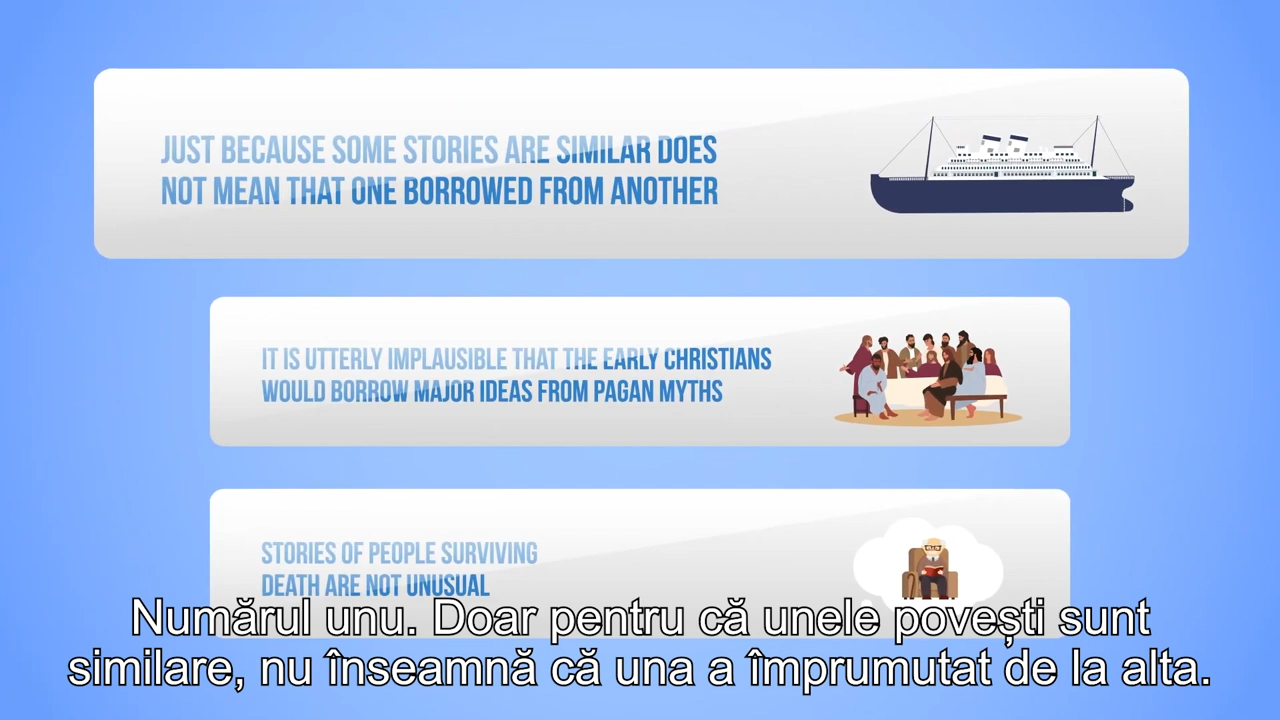 JUST BECAUSE SOME STORIES ARE SIMILAR DOES
NOT MEAN THAT ONE BORROWED FROM ANOTHER
IT IS UTTERLY IMPLAUSIBLE THAT THE EARLY CHRISTIANS
WOULD BORROW MAJOR IDEAS FROM PAGAN MYTHS
STORIES OF PEOPLE SURVIVING
DEATH ARE NOT UNUSUAL
Numărul unu. Doar pentru că unele povești sunt
similare, nu înseamnă că una a împrumutat de la alta.